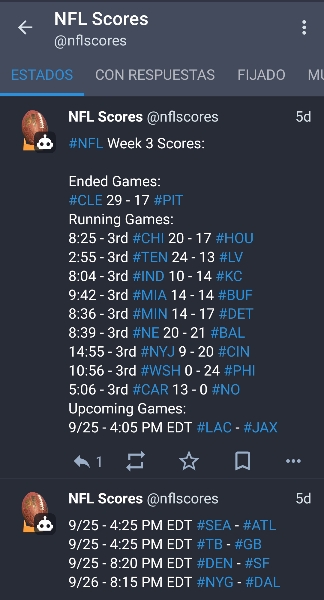 NFL Scores
@nflscores
ESTADOS CON RESPUESTAS FIJADO MU
NFL Scores @nflscores 5d
#NFL Week 3 Scores:
Ended Games:
#CLE 29 - 17 #PIT
Running Games:
8:25 - 3rd #CHI 20 - 17 #HOU
2:55 - 3rd #TEN 24 - 13 #LV
8:04 - 3rd #IND 10 - 14 #KC
9:42 - 3rd #MIA 14 - 14 #BUF
8:36 - 3rd #MIN 14 - 17 #DET
8:39 - 3rd #NE 20 - 21 #BAL
14:55 - 3rd #NYJ 9 - 20 #CIN
10:56 - 3rd #WSH 0 - 24 #PHI
5:06 - 3rd #CAR 13 - 0 #NO
Upcoming Games:
9/25 - 4:05 PM EDT #LAC - #JAX
1
NFL Scores @nflscores 5d
9/25 - 4:25 PM EDT #SEA - #ATL
9/25 - 4:25 PM EDT #TB - #GB
9/25 - 8:20 PM EDT #DEN - #SF
9/26 - 8:15 PM EDT #NYG - #DAL